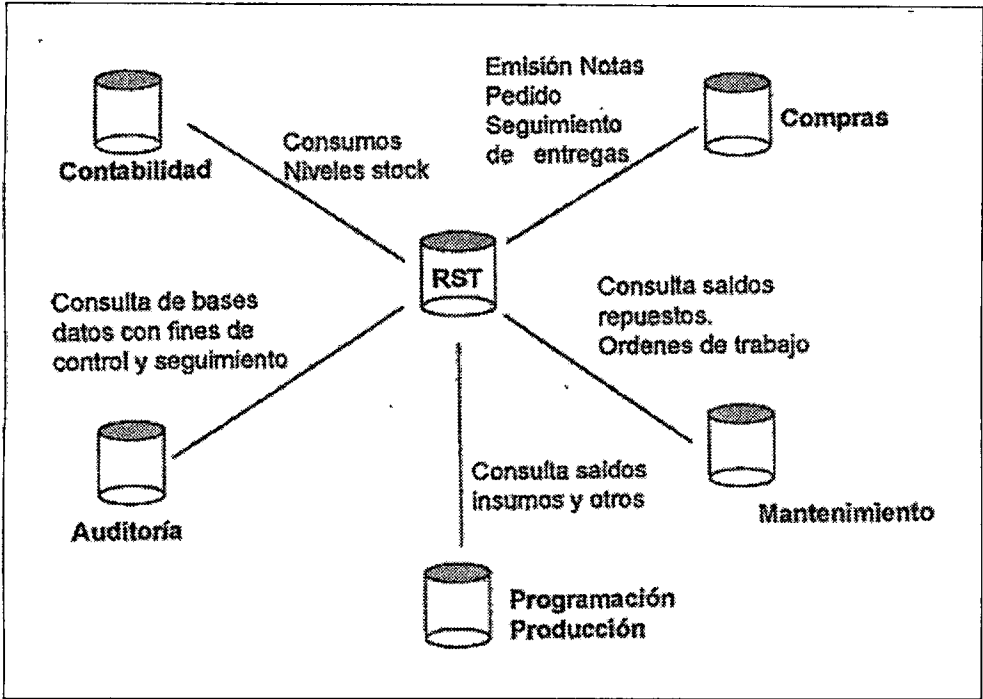 Emisión Notas
Pedido
Seguimiento
de entregas
Compras
Consumos
Niveles stock
Contabilidad
RST
Consulta de bases
datos con fines de
control y seguimiento
Consulta saldos
repuestos.
Ordenes de trabajo
Consulta saldos
insumos y otros
Auditoría
Mantenimiento
Programación
Producción